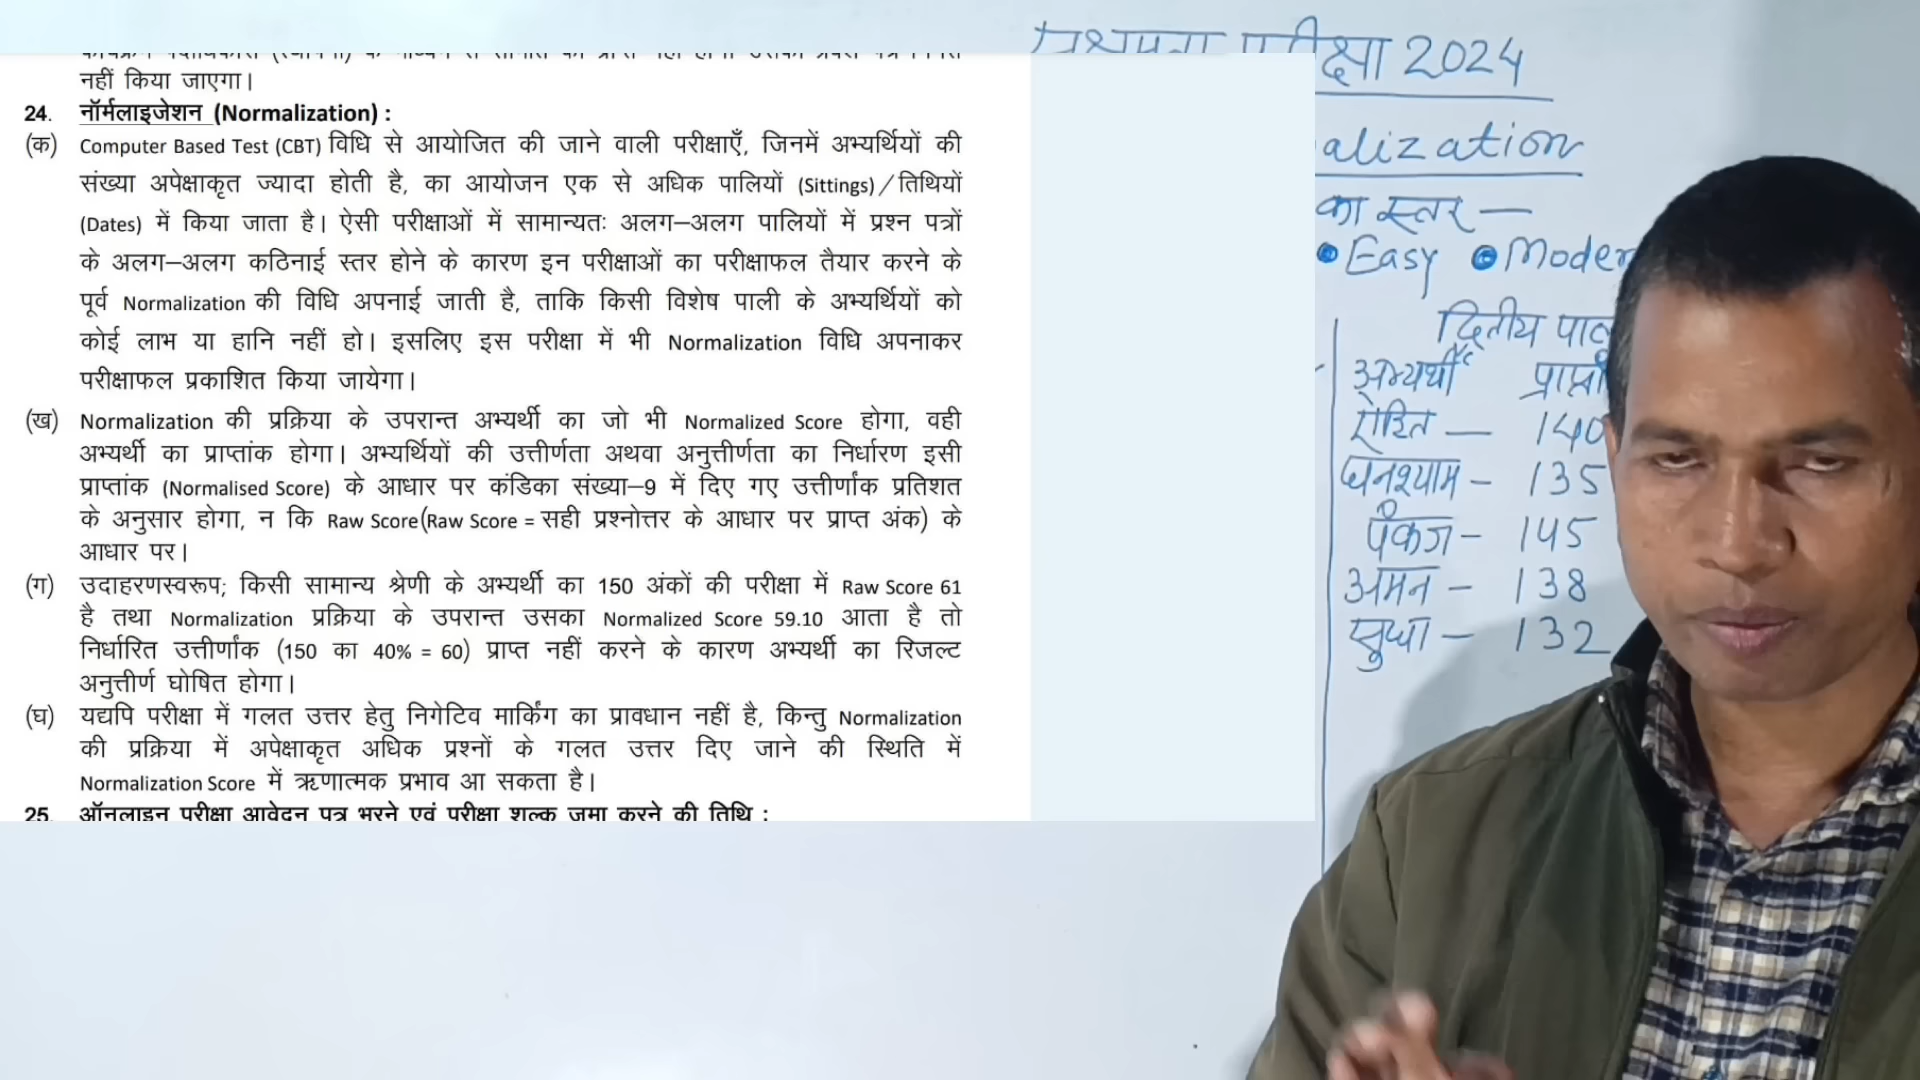 नहीं किया जाएगा।
24. नॉर्मलाइजेशन (Normalization) :
(क) Computer Based Test (CBT) विधि से आयोजित की जाने वाली परीक्षाएँ, जिनमें अभ्यर्थियों की
संख्या अपेक्षाकृत ज्यादा होती है, का आयोजन एक से अधिक पालियों (Sittings)/तिथियों
(Dates) में किया जाता है। ऐसी परीक्षाओं में सामान्यतः अलग–अलग पालियों में प्रश्न पत्रों
के अलग–अलग कठिनाई स्तर होने के कारण इन परीक्षाओं का परीक्षाफल तैयार करने के
पूर्व Normalization की विधि अपनाई जाती है, ताकि किसी विशेष पाली के अभ्यर्थियों को
कोई लाभ या हानि नहीं हो। इसलिए इस परीक्षा में भी Normalization विधि अपनाकर
परीक्षाफल प्रकाशित किया जायेगा।
(ख) Normalization की प्रक्रिया के उपरान्त अभ्यर्थी का जो भी Normalized Score होगा, वही
अभ्यर्थी का प्राप्तांक होगा। अभ्यर्थियों की उत्तीर्णता अथवा अनुत्तीर्णता का निर्धारण इसी
प्राप्तांक (Normalised Score) के आधार पर कंडिका संख्या–9 में दिए गए उत्तीर्णांक प्रतिशत
के अनुसार होगा, न कि Raw Score(Raw Score = सही प्रश्नोत्तर के आधार पर प्राप्त अंक) के
आधार पर।
(ग) उदाहरणस्वरूप; किसी सामान्य श्रेणी के अभ्यर्थी का 150 अंकों की परीक्षा में Raw Score 61
है तथा Normalization प्रक्रिया के उपरान्त उसका Normalized Score 59.10 आता है तो
निर्धारित उत्तीर्णांक (150 का 40% = 60) प्राप्त नहीं करने के कारण अभ्यर्थी का रिजल्ट
अनुत्तीर्ण घोषित होगा।
(घ) यद्यपि परीक्षा में गलत उत्तर हेतु निगेटिव मार्किंग का प्रावधान नहीं है, किन्तु Normalization
की प्रक्रिया में अपेक्षाकृत अधिक प्रश्नों के गलत उत्तर दिए जाने की स्थिति में
Normalization Score में ऋणात्मक प्रभाव आ सकता है।
25. ऑनलाइन परीक्षा आवेदन पत्र भरने एवं परीक्षा शुल्क जमा करने की तिथि :
परीक्षा 2024
alization
का स्तर —
Easy Moder
द्वितीय पाल
अभ्यर्थी प्राप्तां
रोहित — 140
घनश्याम – 135
पंकज – 145
अमन – 138
सुधा – 132